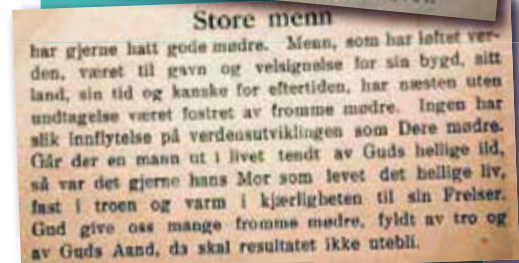 Store menn
har gjerne hatt gode mødre. Menn, som har løftet ver-
den, været til gavn og velsignelse for sin bygd, sitt
land, sin tid og kanske for eftertiden, har næsten uten
undtagelse været fostret av fromme mødre. Ingen har
slik innflytelse på verdensutviklingen som Dere mødre.
Går der en mann ut i livet tendt av Guds hellige ild,
så var det gjerne hans Mor som levet det hellige liv,
fast i troen og varm i kjærligheten til sin Frelser.
Gud give oss mange fromme mødre, fyldt av tro og
av Guds Aand, da skal resultatet ikke utebli.